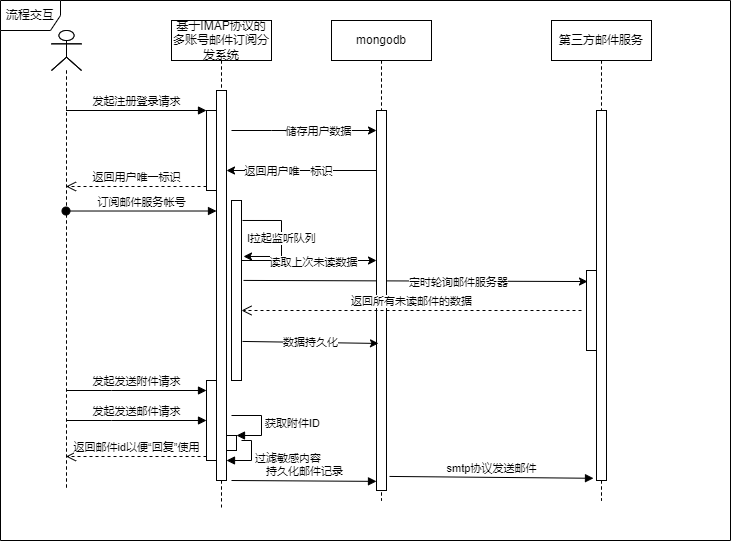 流程交互
基于IMAP协议的
多账号邮件订阅分
发系统
mongodb
第三方邮件服务
发起注册登录请求
储存用户数据
返回用户唯一标识
返回用户唯一标识
订阅邮件服务帐号
I拉起监听队列
读取上次未读数据
定时轮询邮件服务器
返回所有未读邮件的数据
数据持久化
发起发送附件请求
发起发送邮件请求
获取附件ID
返回邮件id以便“回复”使用
过滤敏感内容
持久化邮件记录
smtp协议发送邮件